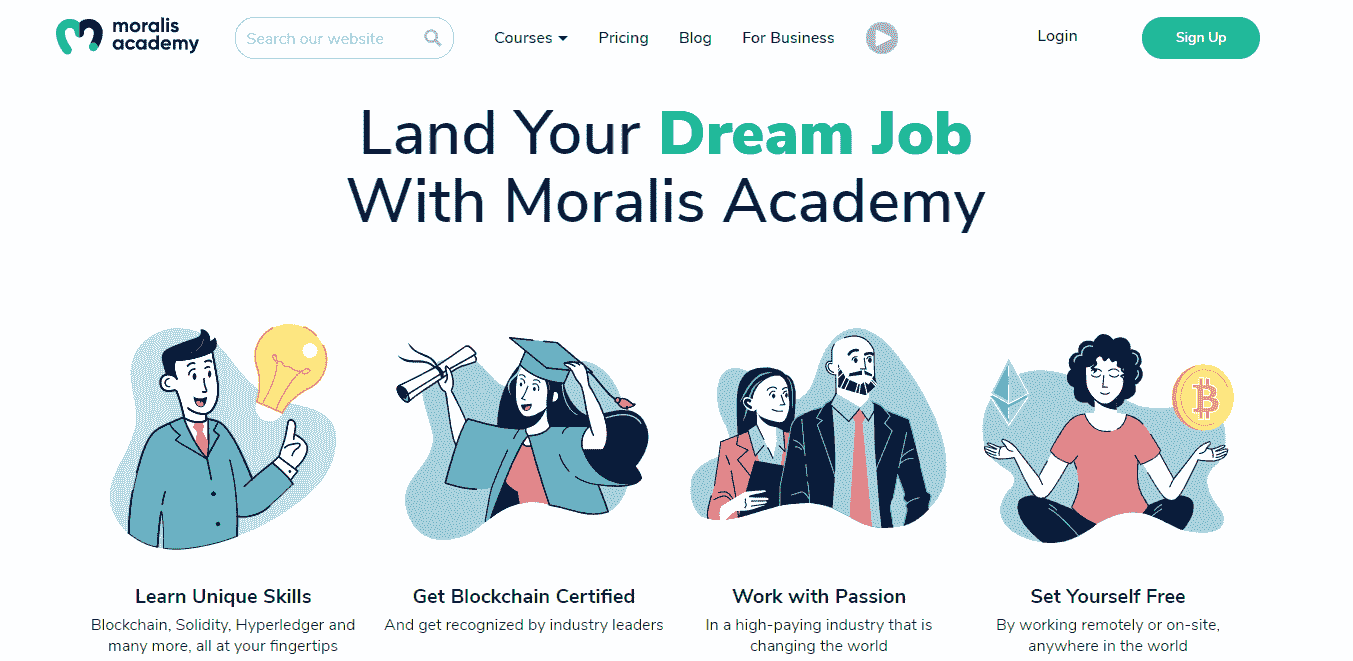 moralis
academy
Search our website
Courses
Pricing
Blog
For Business
Login
Sign Up
Land Your Dream Job
With Moralis Academy
Learn Unique Skills
Blockchain, Solidity, Hyperledger and
many more, all at your fingertips
Get Blockchain Certified
And get recognized by industry leaders
Work with Passion
In a high-paying industry that is
changing the world
Set Yourself Free
By working remotely or on-site,
anywhere in the world